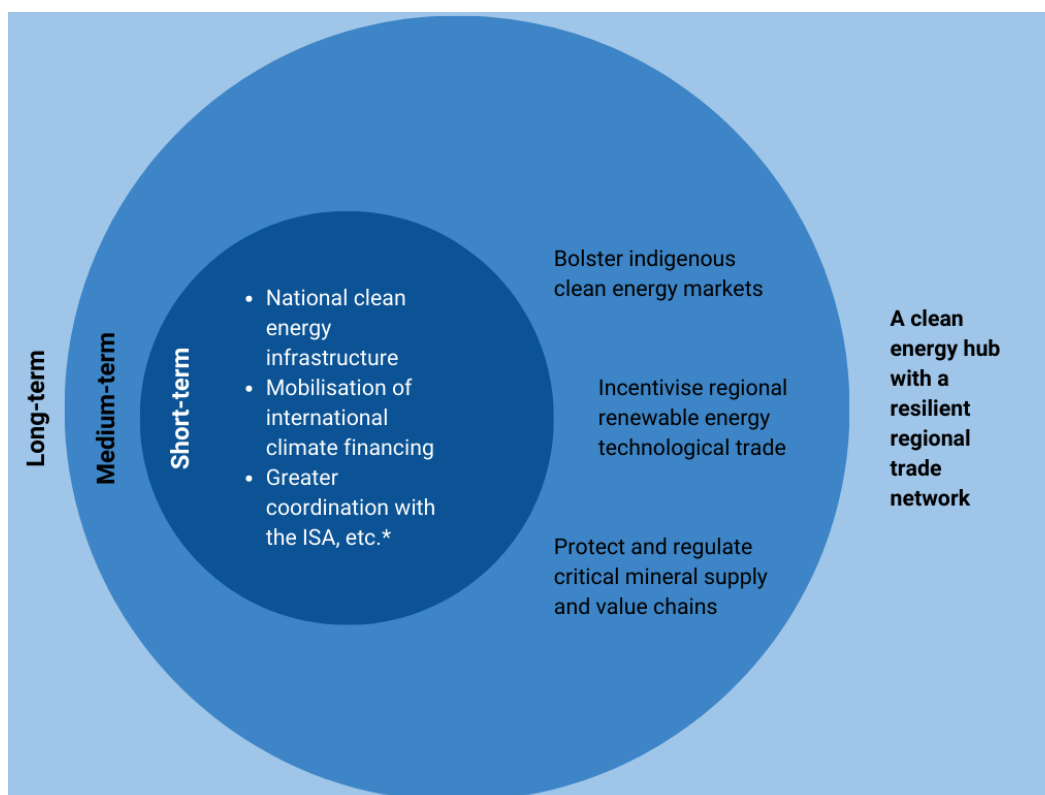 Long-term
Medium-term
Short-term
• National clean
energy
infrastructure
• Mobilisation of
international
climate financing
• Greater
coordination with
the ISA, etc.*
Bolster indigenous
clean energy markets
Incentivise regional
renewable energy
technological trade
Protect and regulate
critical mineral supply
and value chains
A clean
energy hub
with a
resilient
regional
trade
network